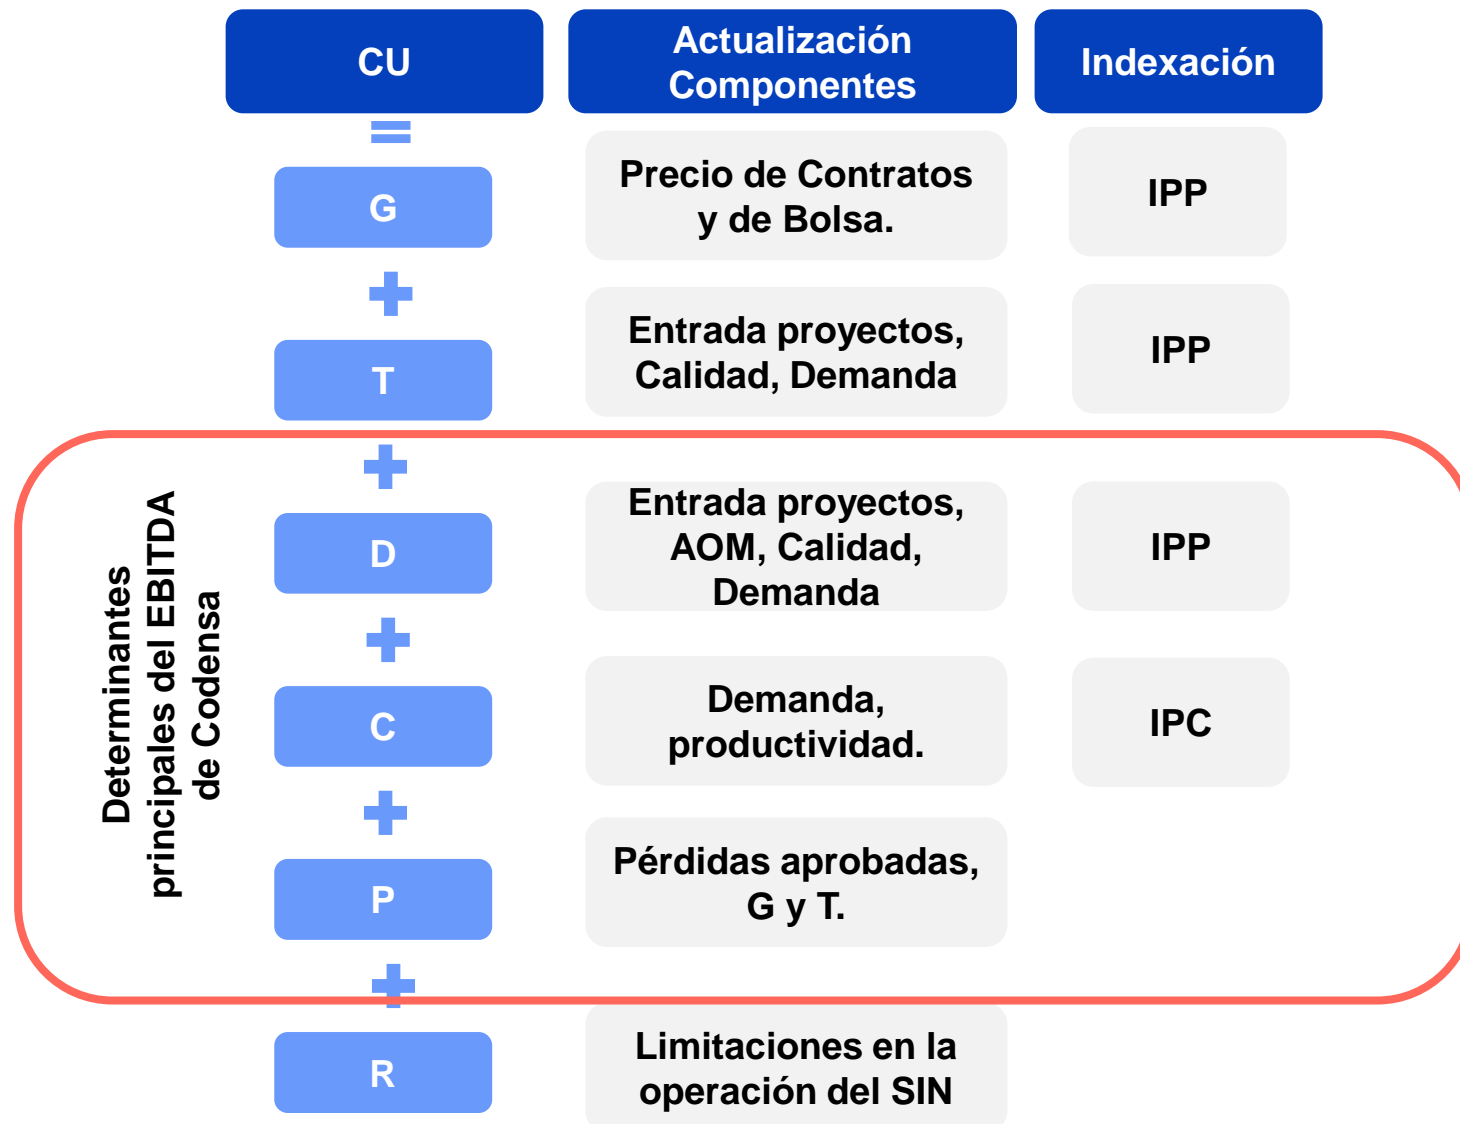 CU
Actualización
Componentes
Indexación
=
G
Precio de Contratos
y de Bolsa.
IPP
+
T
Entrada proyectos,
Calidad, Demanda
IPP
+
Determinantes
principales del EBITDA
de Codensa
D
Entrada proyectos,
AOM, Calidad,
Demanda
IPP
+
C
Demanda,
productividad.
IPC
+
P
Pérdidas aprobadas,
G y T.
+
R
Limitaciones en la
operación del SIN